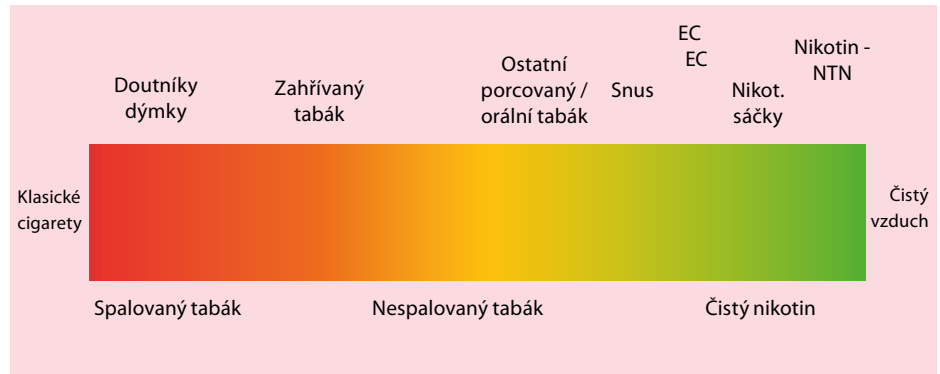 Doutníky
dýmky
Zahřívaný
tabák
Ostatní
porcovaný /
orální tabák
Snus
EC
EC
Nikot.
sáčky
Nikotin -
NTN
Klasické
cigarety
Čistý
vzduch
Spalovaný tabák
Nespalovaný tabák
Čistý nikotin